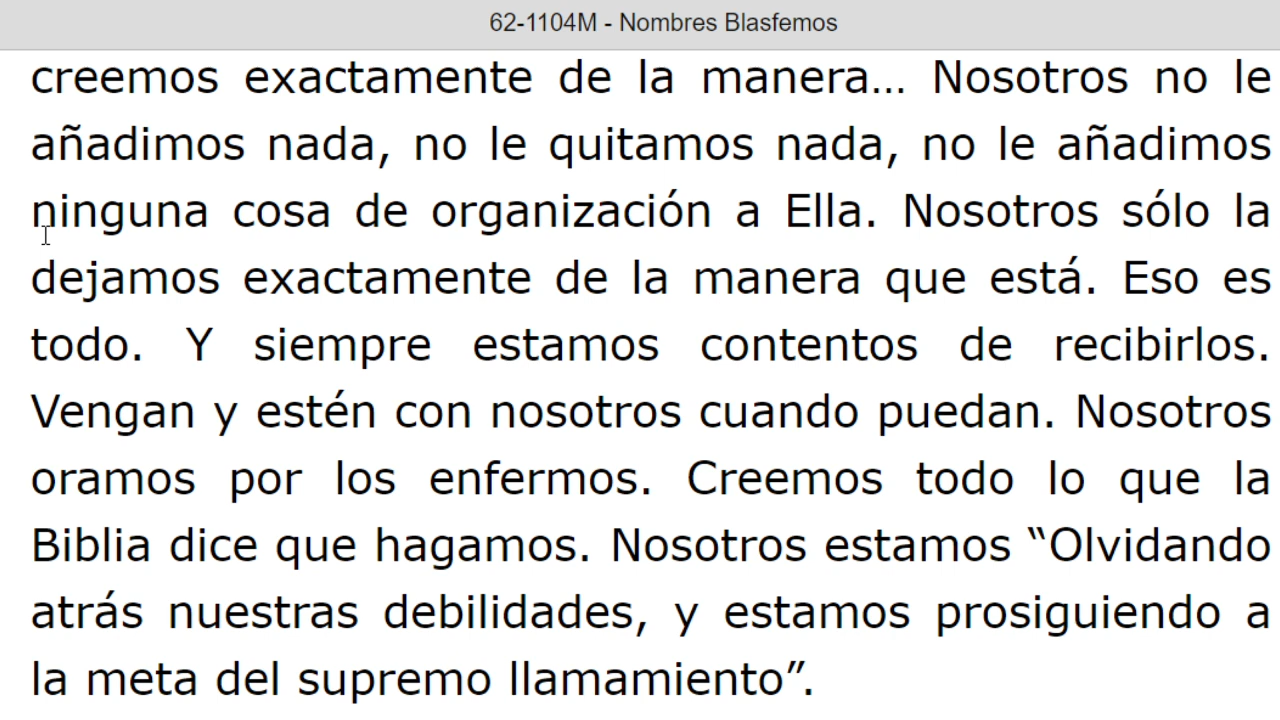 62-1104M - Nombres Blasfemos
creemos exactamente de la manera… Nosotros no le
añadimos nada, no le quitamos nada, no le añadimos
ninguna cosa de organización a Ella. Nosotros sólo la
dejamos exactamente de la manera que está. Eso es
todo. Y siempre estamos contentos de recibirlos.
Vengan y estén con nosotros cuando puedan. Nosotros
oramos por los enfermos. Creemos todo lo que la
Biblia dice que hagamos. Nosotros estamos “Olvidando
atrás nuestras debilidades, y estamos prosiguiendo a
la meta del supremo llamamiento”.